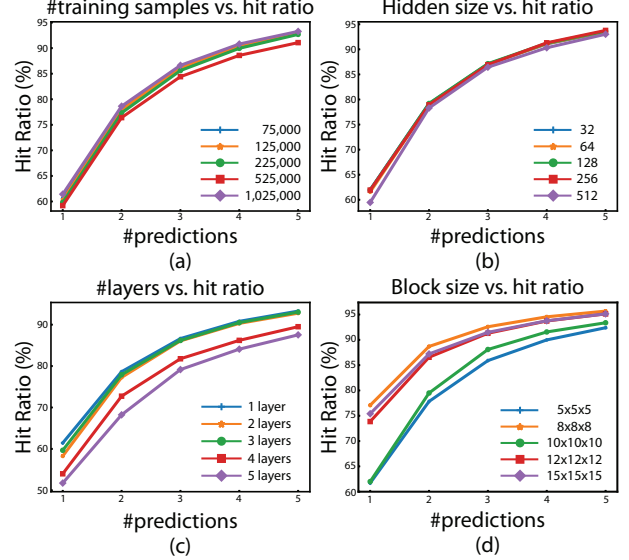 #training samples vs. hit ratio
Hit Ratio (%)
95
90
85
80
75
70
65
60
75,000
125,000
225,000
525,000
1,025,000
1 2 3 4 5
#predictions
(a)
Hidden size vs. hit ratio
Hit Ratio (%)
95
90
85
80
75
70
65
60
32
64
128
256
512
1 2 3 4 5
#predictions
(b)
#layers vs. hit ratio
Hit Ratio (%)
90
80
70
60
50
1 layer
2 layers
3 layers
4 layers
5 layers
1 2 3 4 5
#predictions
(c)
Block size vs. hit ratio
Hit Ratio (%)
95
90
85
80
75
70
65
60
5x5x5
8x8x8
10x10x10
12x12x12
15x15x15
1 2 3 4 5
#predictions
(d)